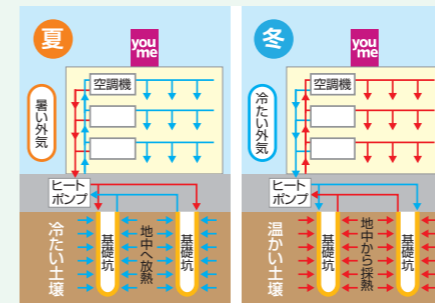 夏
you
me
空調機
暑い外気
ヒート
ポンプ
冷たい土壌
基礎坑
地中へ放熱
基礎坑
冬
you
me
空調機
冷たい外気
ヒート
ポンプ
温かい土壌
基礎坑
地中から採熱
基礎坑